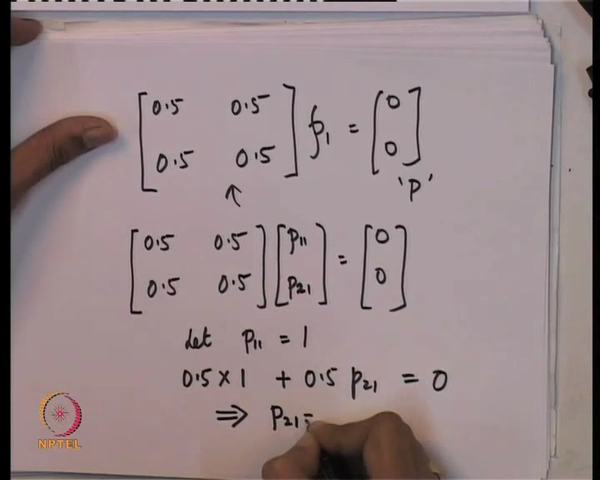 [0.5 0.5; 0.5 0.5] p₁ = [0; 0]
'p'
[0.5 0.5; 0.5 0.5] [p₁₁; p₂₁] = [0; 0]
let p₁₁ = 1
0.5 × 1 + 0.5 p₂₁ = 0
⇒ p₂₁ =
NPTEL